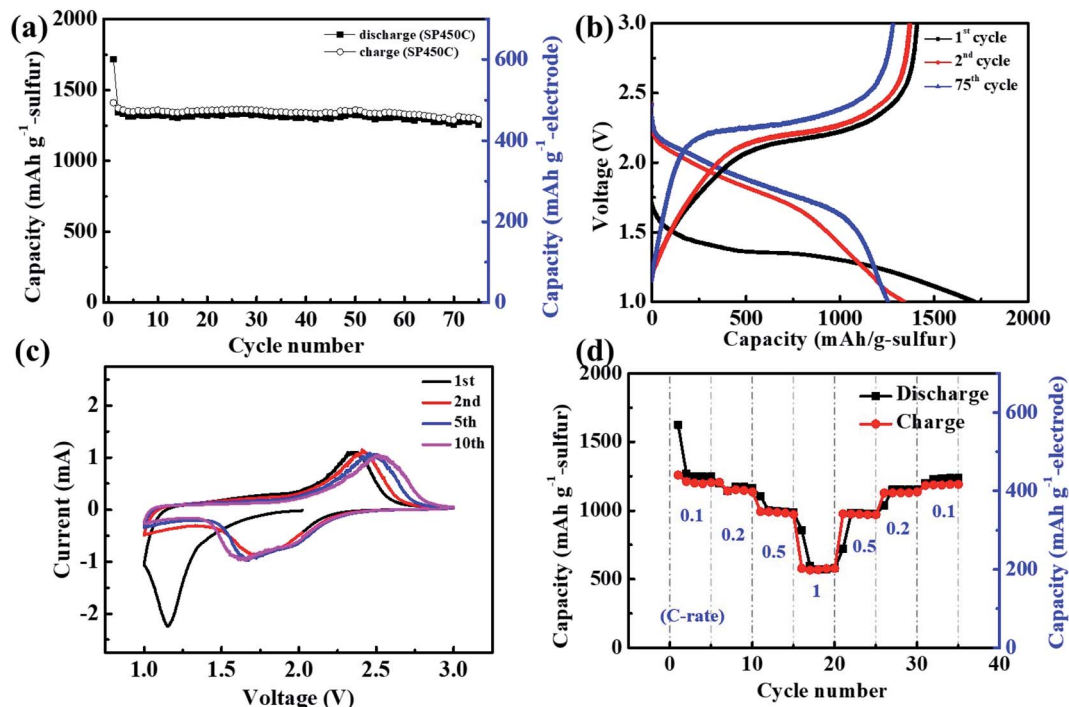 (a)
Capacity (mAh g⁻¹-sulfur)
2000
1750
1500
1250
1000
750
500
250
0
discharge (SP450C)
charge (SP450C)
600
400
200
0
Capacity (mAh g⁻¹-electrode)
0 10 20 30 40 50 60 70
Cycle number
(b)
Voltage (V)
3.0
2.5
2.0
1.5
1.0
1st cycle
2nd cycle
75th cycle
0 500 1000 1500 2000
Capacity (mAh/g-sulfur)
(c)
Current (mA)
2
1
0
-1
-2
1st
2nd
5th
10th
1.0 1.5 2.0 2.5 3.0
Voltage (V)
(d)
Capacity (mAh g⁻¹-sulfur)
2000
1500
1000
500
0
Discharge
Charge
0.1
0.2
0.5
1
0.5
0.2
0.1
(C-rate)
600
400
200
0
Capacity (mAh g⁻¹-electrode)
0 10 20 30 40
Cycle number